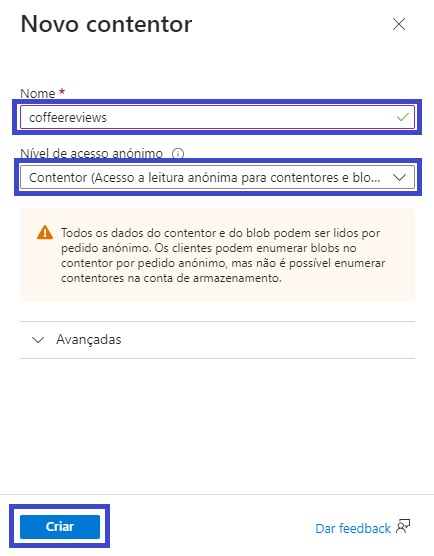 Novo contentor
Nome *
coffeereviews
Nível de acesso anónimo
Contentor (Acesso a leitura anónima para contentores e blo...
Todos os dados do contentor e do blob podem ser lidos por
pedido anónimo. Os clientes podem enumerar blobs no
contentor por pedido anónimo, mas não é possível enumerar
contentores na conta de armazenamento.
Avançadas
Criar
Dar feedback